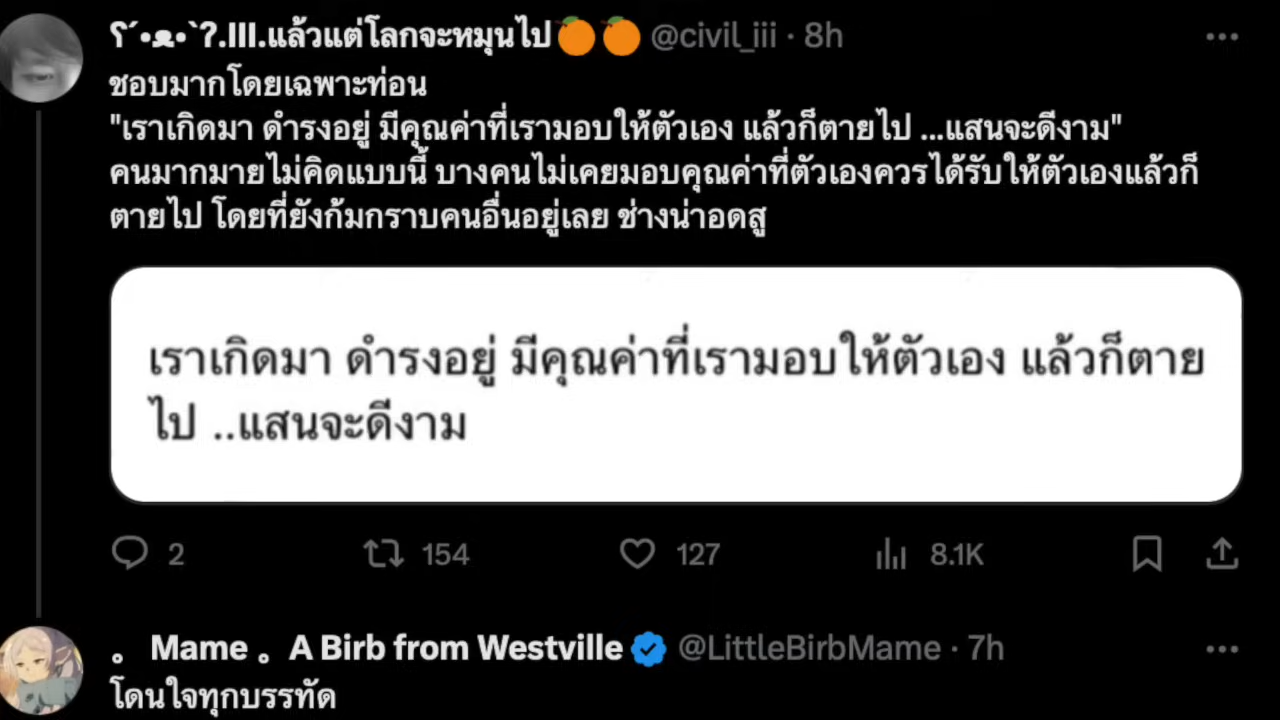 ʕ´•ᴥ•`ʔ.III.แล้วแต่โลกจะหมุนไป🍊🍊 @civil_iii · 8h
ชอบมากโดยเฉพาะท่อน
"เราเกิดมา ดำรงอยู่ มีคุณค่าที่เรามอบให้ตัวเอง แล้วก็ตายไป ...แสนจะดีงาม"
คนมากมายไม่คิดแบบนี้ บางคนไม่เคยมอบคุณค่าที่ตัวเองควรได้รับให้ตัวเองแล้วก็
ตายไป โดยที่ยังก้มกราบคนอื่นอยู่เลย ช่างน่าอดสู
เราเกิดมา ดำรงอยู่ มีคุณค่าที่เรามอบให้ตัวเอง แล้วก็ตาย
ไป ..แสนจะดีงาม
2 154 127 8.1K
。 Mame 。 A Birb from Westville @LittleBirbMame · 7h
โดนใจทุกบรรทัด